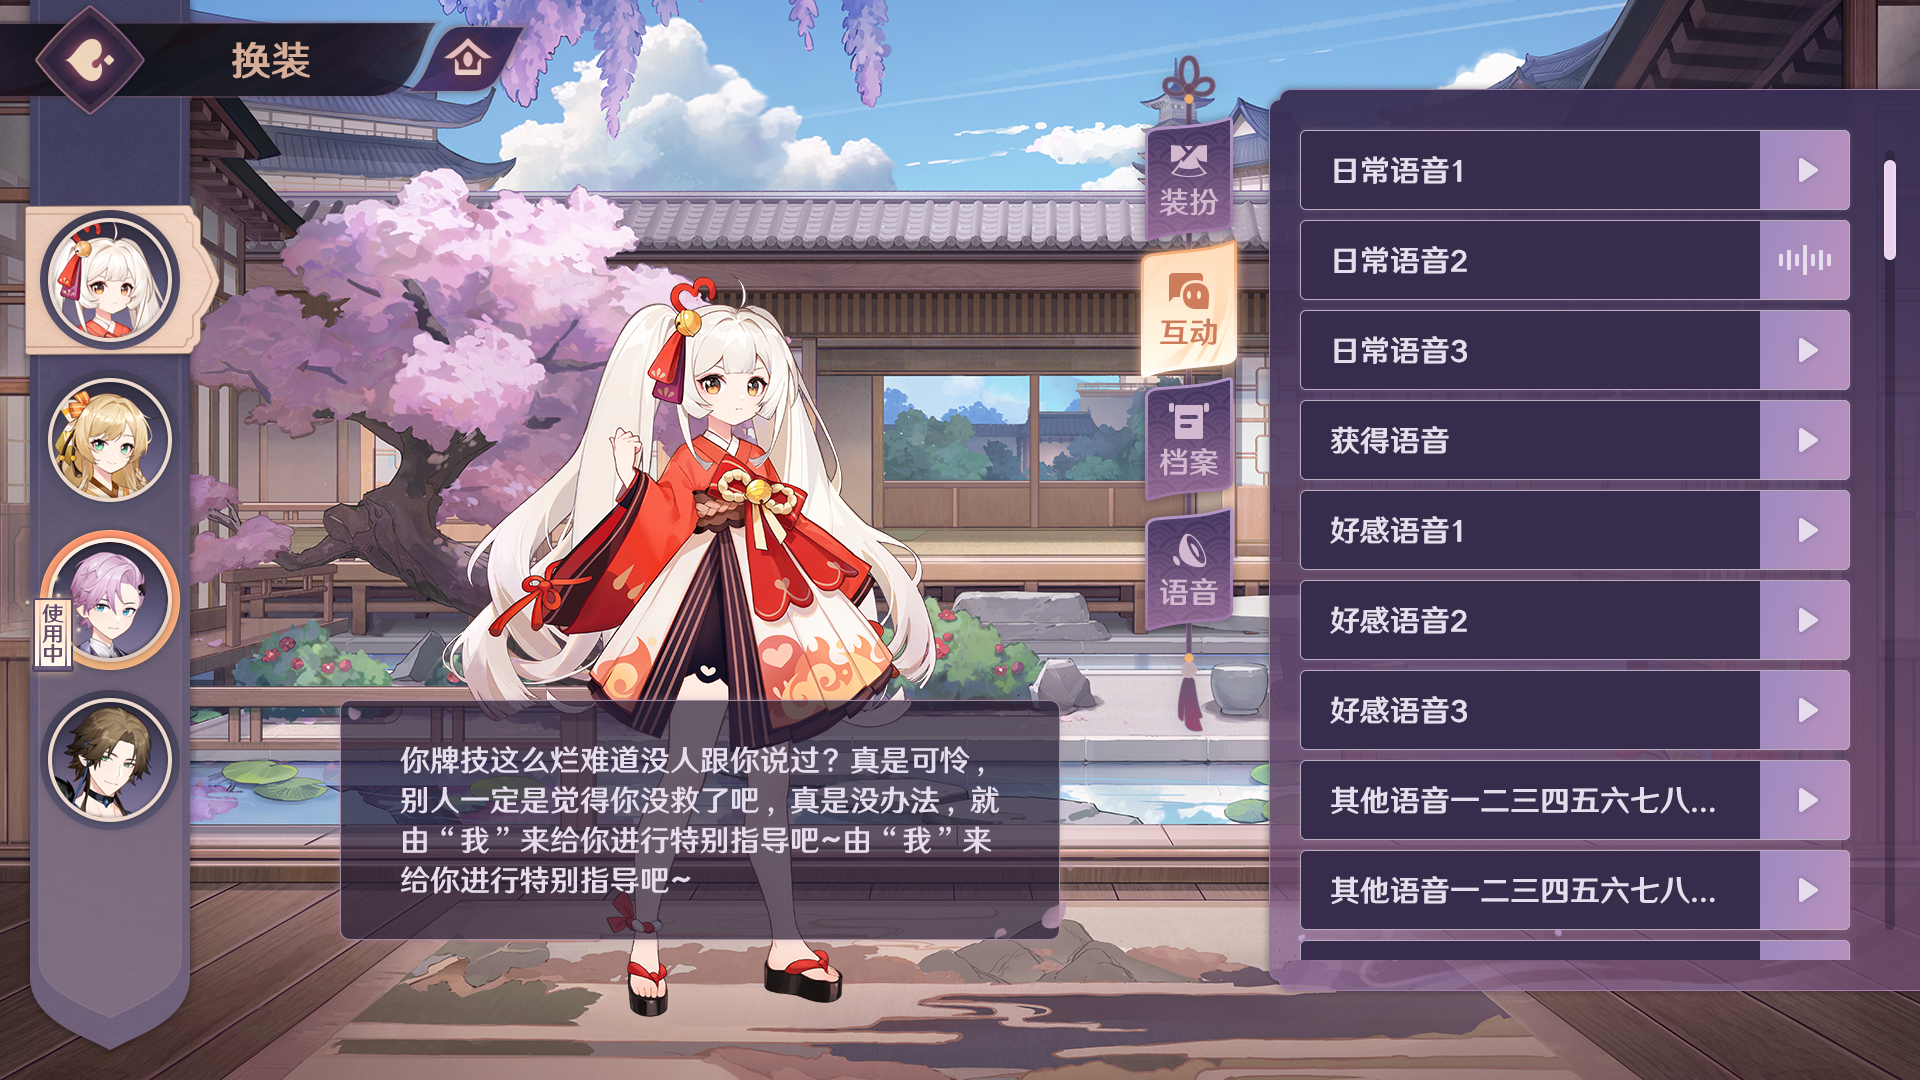 换装
使用中
装扮
互动
档案
语音
日常语音1
日常语音2
日常语音3
获得语音
好感语音1
好感语音2
好感语音3
其他语音一二三四五六七八...
其他语音一二三四五六七八...
你牌技这么烂难道没人跟你说过？真是可怜，
别人一定是觉得你没救了吧，真是没办法，就
由“我”来给你进行特别指导吧~由“我”来
给你进行特别指导吧~